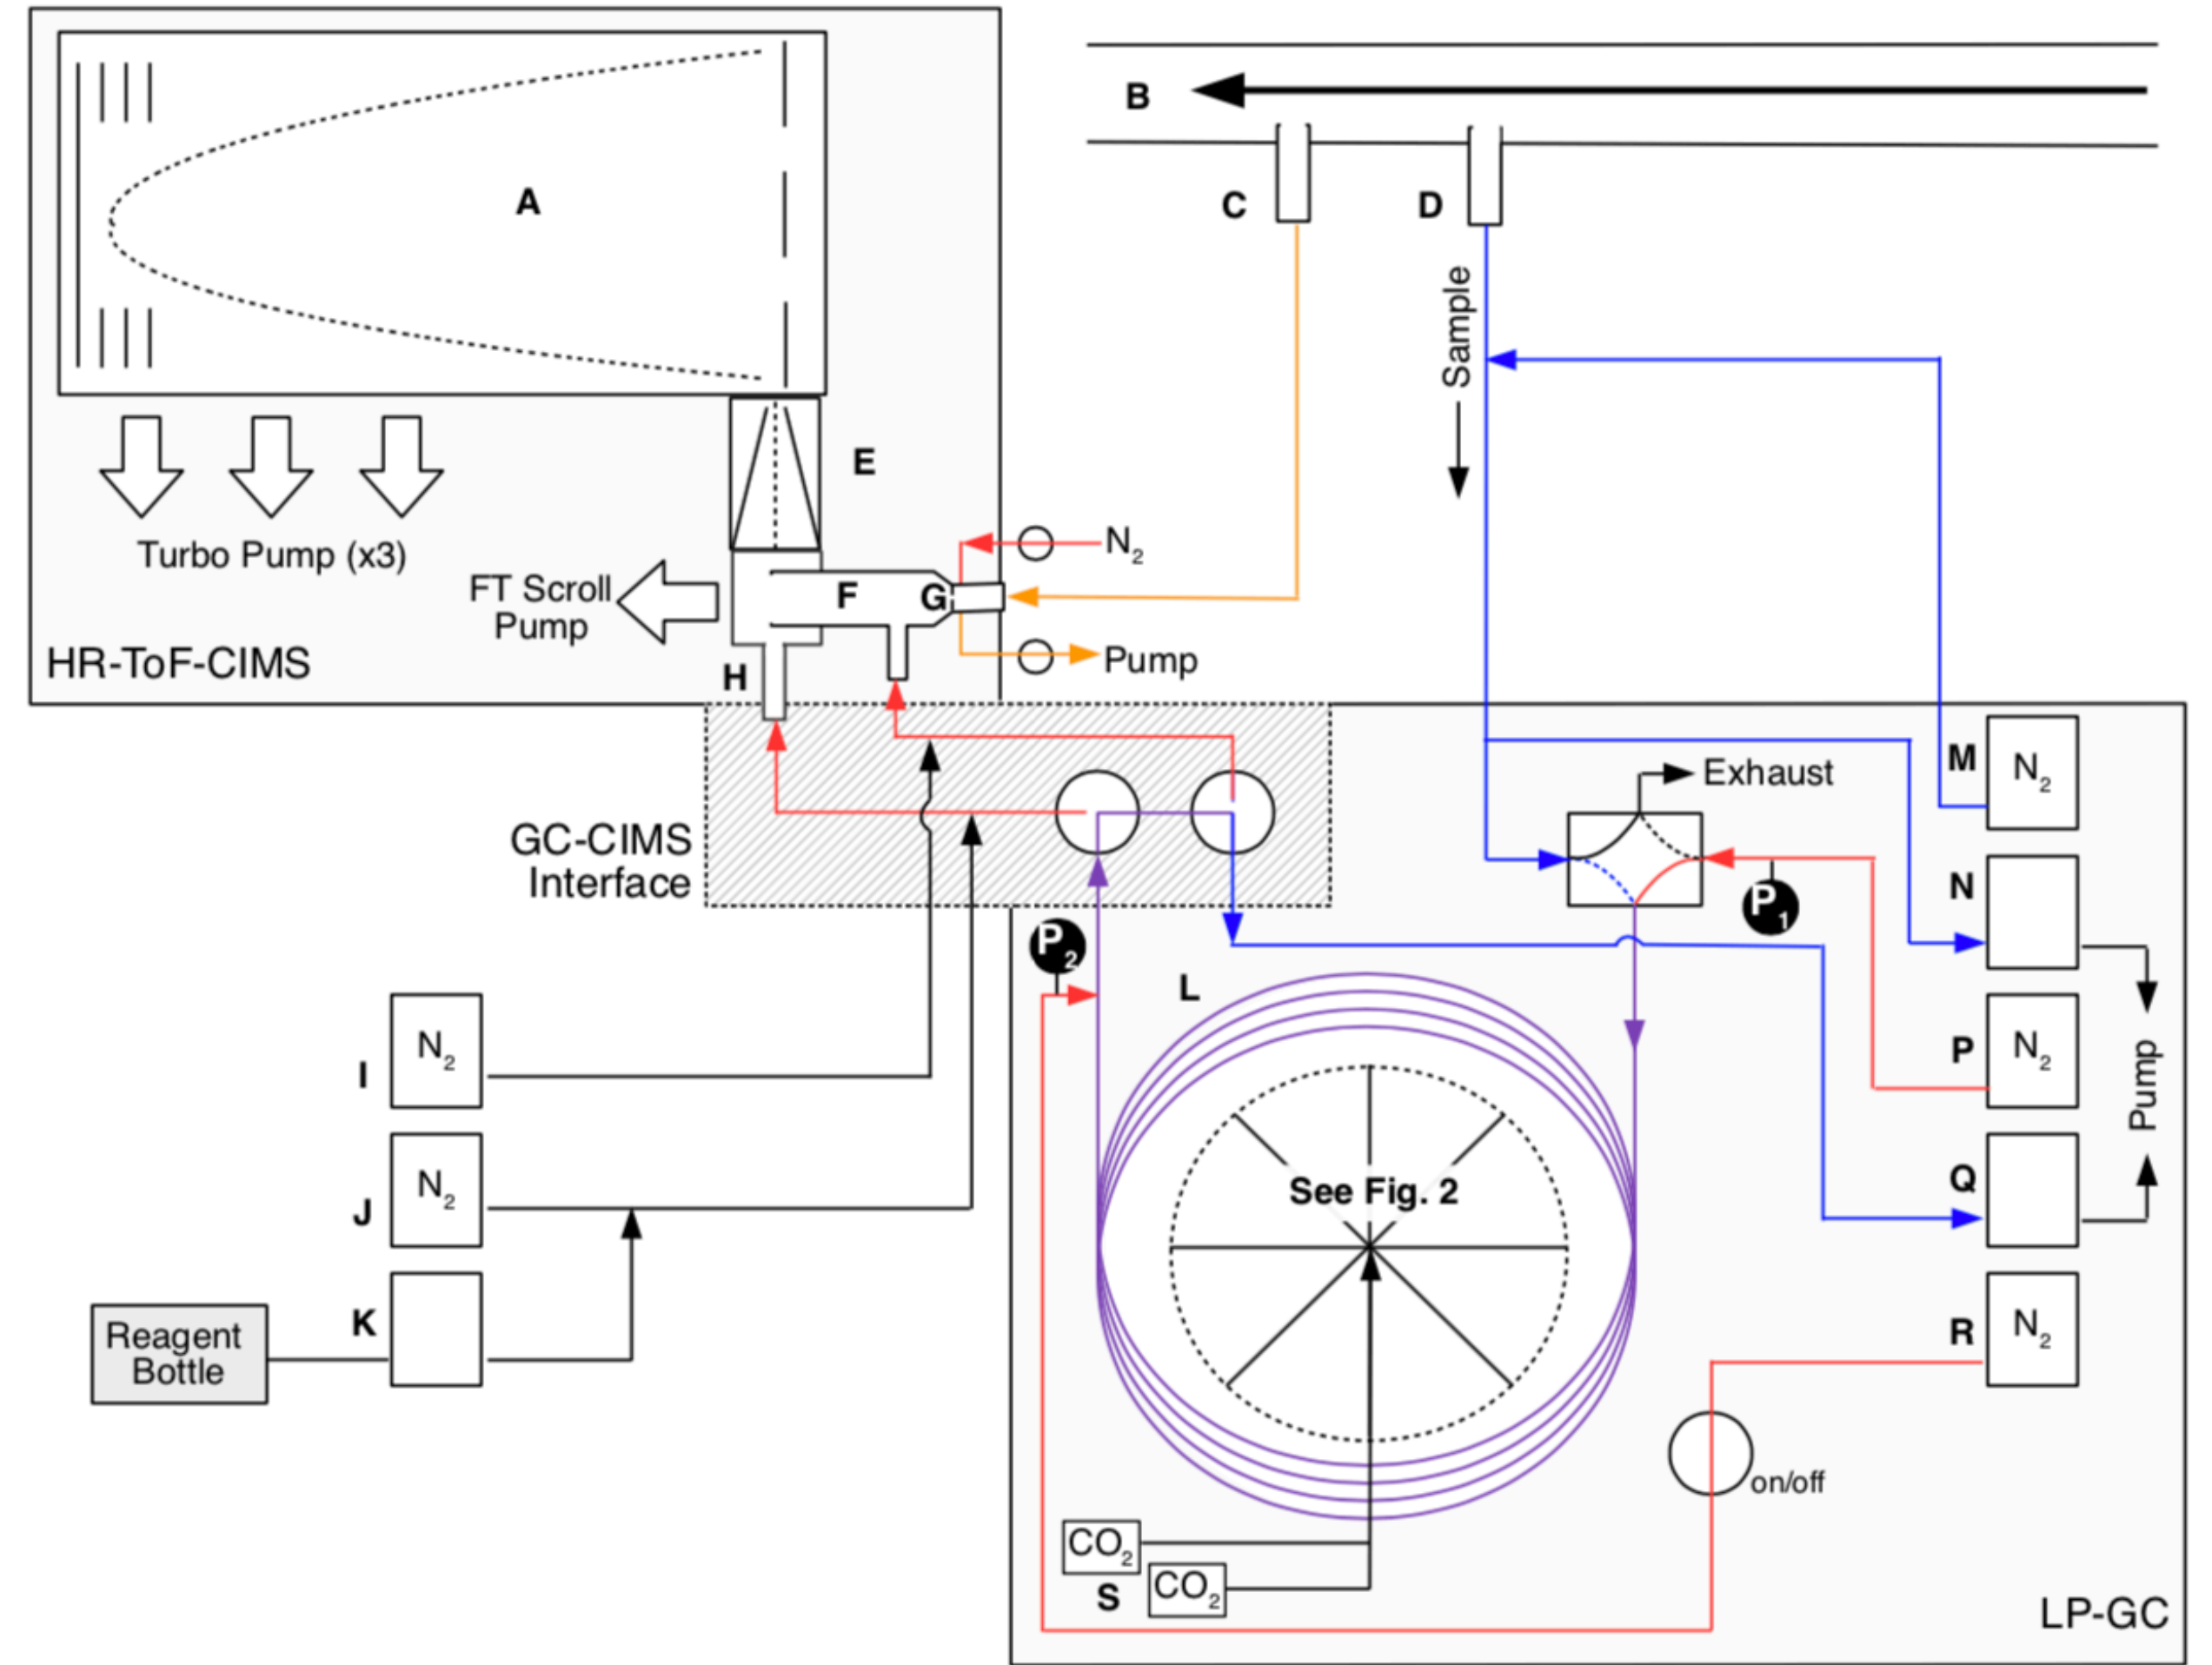 A
B
C
D
Sample
E
Turbo Pump (x3)
FT Scroll
Pump
F
G
N₂
Pump
H
HR-ToF-CIMS
GC-CIMS
Interface
Exhaust
M
N₂
N
P₁
P₂
L
P
N₂
Pump
I
N₂
J
N₂
See Fig. 2
Q
K
Reagent
Bottle
R
N₂
on/off
CO₂
S
CO₂
LP-GC